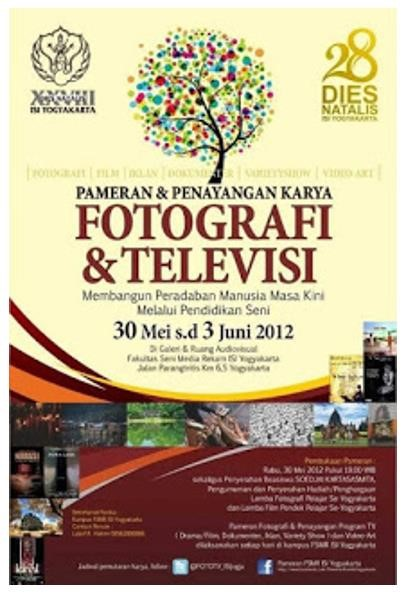 XXVIII
ISI YOGYAKARTA
28
DIES
NATALIS
ISI YOGYAKARTA
| FOTOGRAFI | FILM | IKLAN | DOKUMENTER | VARIETYSHOW | VIDEO ART |
PAMERAN & PENAYANGAN KARYA
FOTOGRAFI
& TELEVISI
Membangun Peradaban Manusia Masa Kini
Melalui Pendidikan Seni
30 Mei s.d 3 Juni 2012
Di Galeri & Ruang Audiovisual
Fakultas Seni Media Rekam ISI Yogyakarta
Jalan Parangtritis Km 6,5 Yogyakarta
Pembukaan Pameran :
Rabu, 30 Mei 2012 Pukul 19.00 WIB
sekaligus Penyerahan Beasiswa SOEDJAI KARTASASMITA,
Pengumuman dan Penyerahan Hadiah/Penghargaan
Lomba Fotografi Pelajar Se-Yogyakarta
dan Lomba Film Pendek Pelajar Se-Yogyakarta
Pameran Fotografi & Penayangan Program TV
( Drama/Film, Dokumenter, Iklan, Variety Show ) dan Video Art
dilaksanakan setiap hari di kampus FSMR ISI Yogyakarta
Sekretariat Panitia :
Kampus FSMR ISI Yogyakarta
Contact Person :
Jadwal pemutaran karya, follow :
@FOTOTV_ISIjogja
Pameran FSMR ISI Yogyakarta